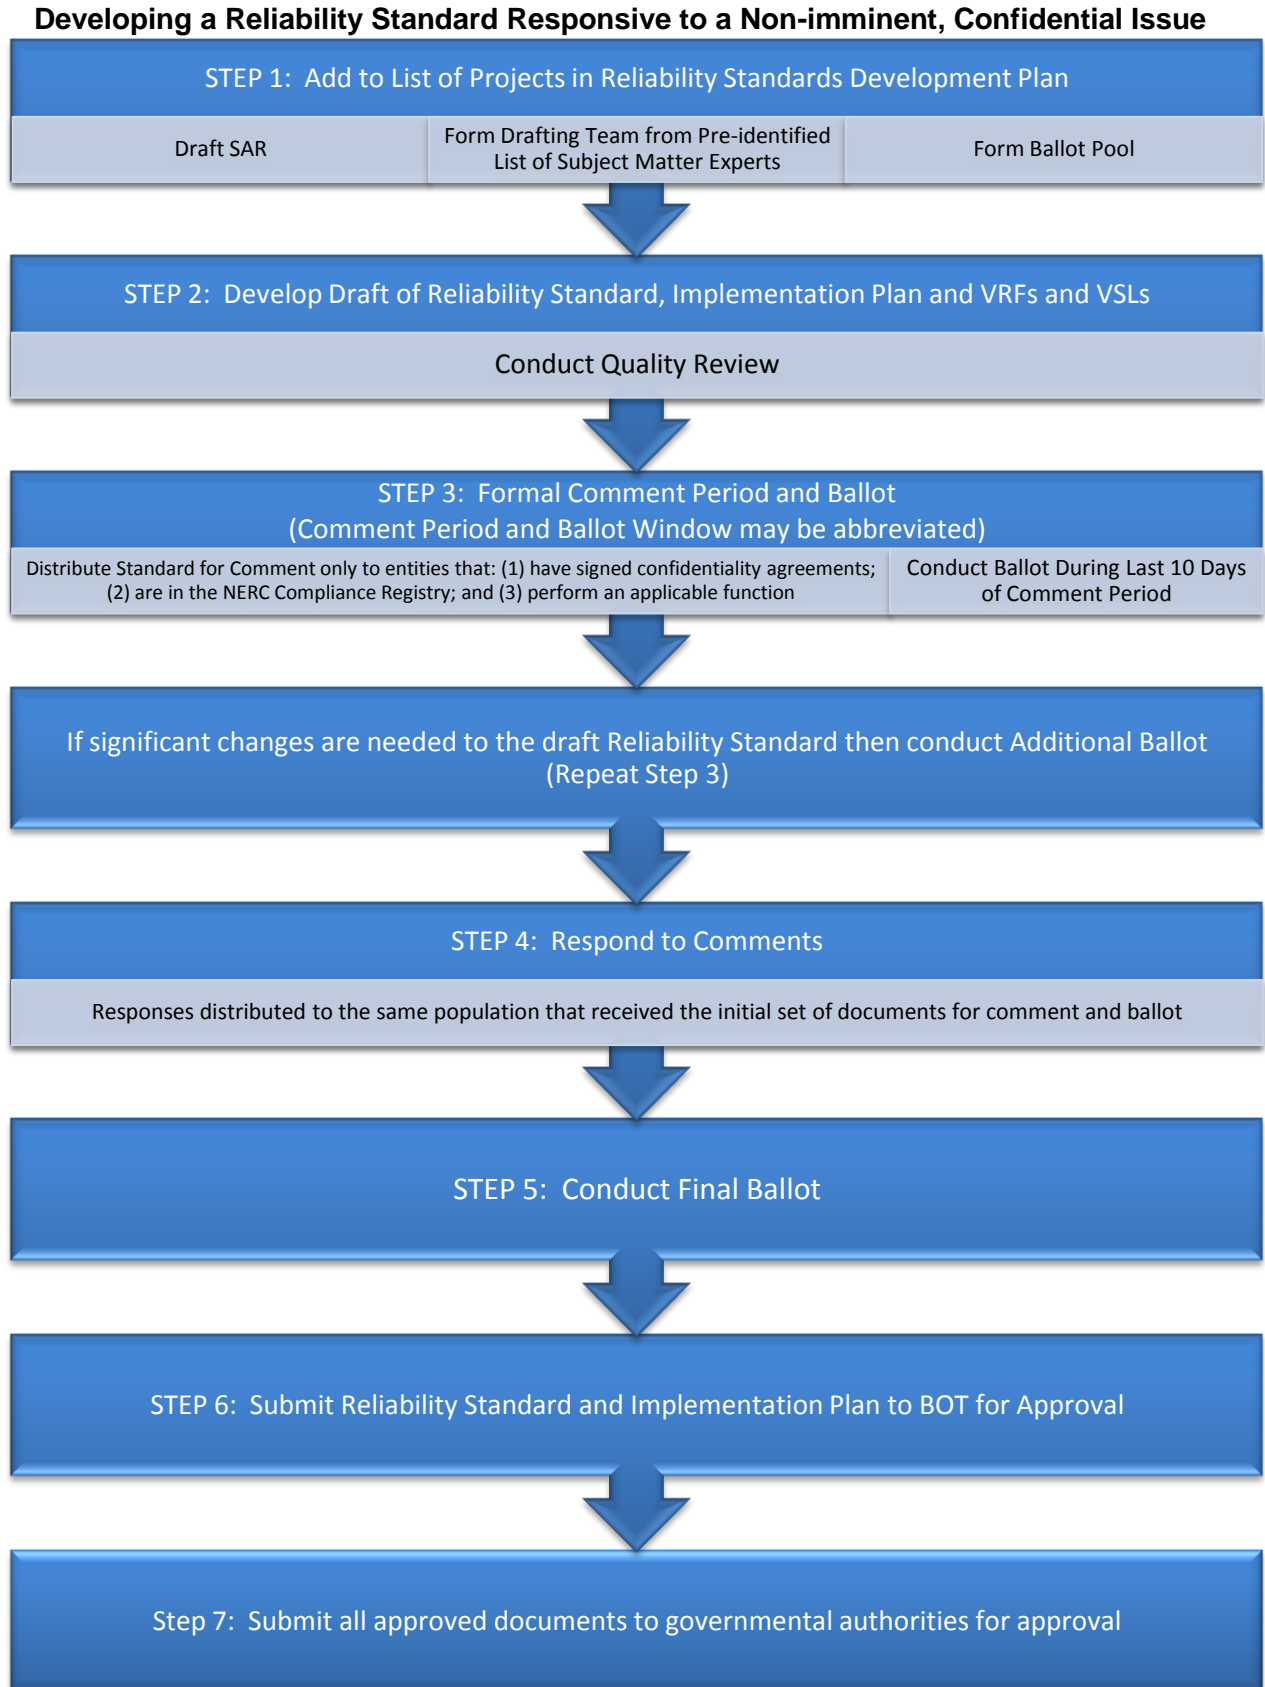 Developing a Reliability Standard Responsive to a Non-imminent, Confidential Issue
STEP 1: Add to List of Projects in Reliability Standards Development Plan
Draft SAR
Form Drafting Team from Pre-identified
List of Subject Matter Experts
Form Ballot Pool
STEP 2: Develop Draft of Reliability Standard, Implementation Plan and VRFs and VSLs
Conduct Quality Review
STEP 3: Formal Comment Period and Ballot
(Comment Period and Ballot Window may be abbreviated)
Distribute Standard for Comment only to entities that: (1) have signed confidentiality agreements;
(2) are in the NERC Compliance Registry; and (3) perform an applicable function
Conduct Ballot During Last 10 Days
of Comment Period
If significant changes are needed to the draft Reliability Standard then conduct Additional Ballot
(Repeat Step 3)
STEP 4: Respond to Comments
Responses distributed to the same population that received the initial set of documents for comment and ballot
STEP 5: Conduct Final Ballot
STEP 6: Submit Reliability Standard and Implementation Plan to BOT for Approval
Step 7: Submit all approved documents to governmental authorities for approval